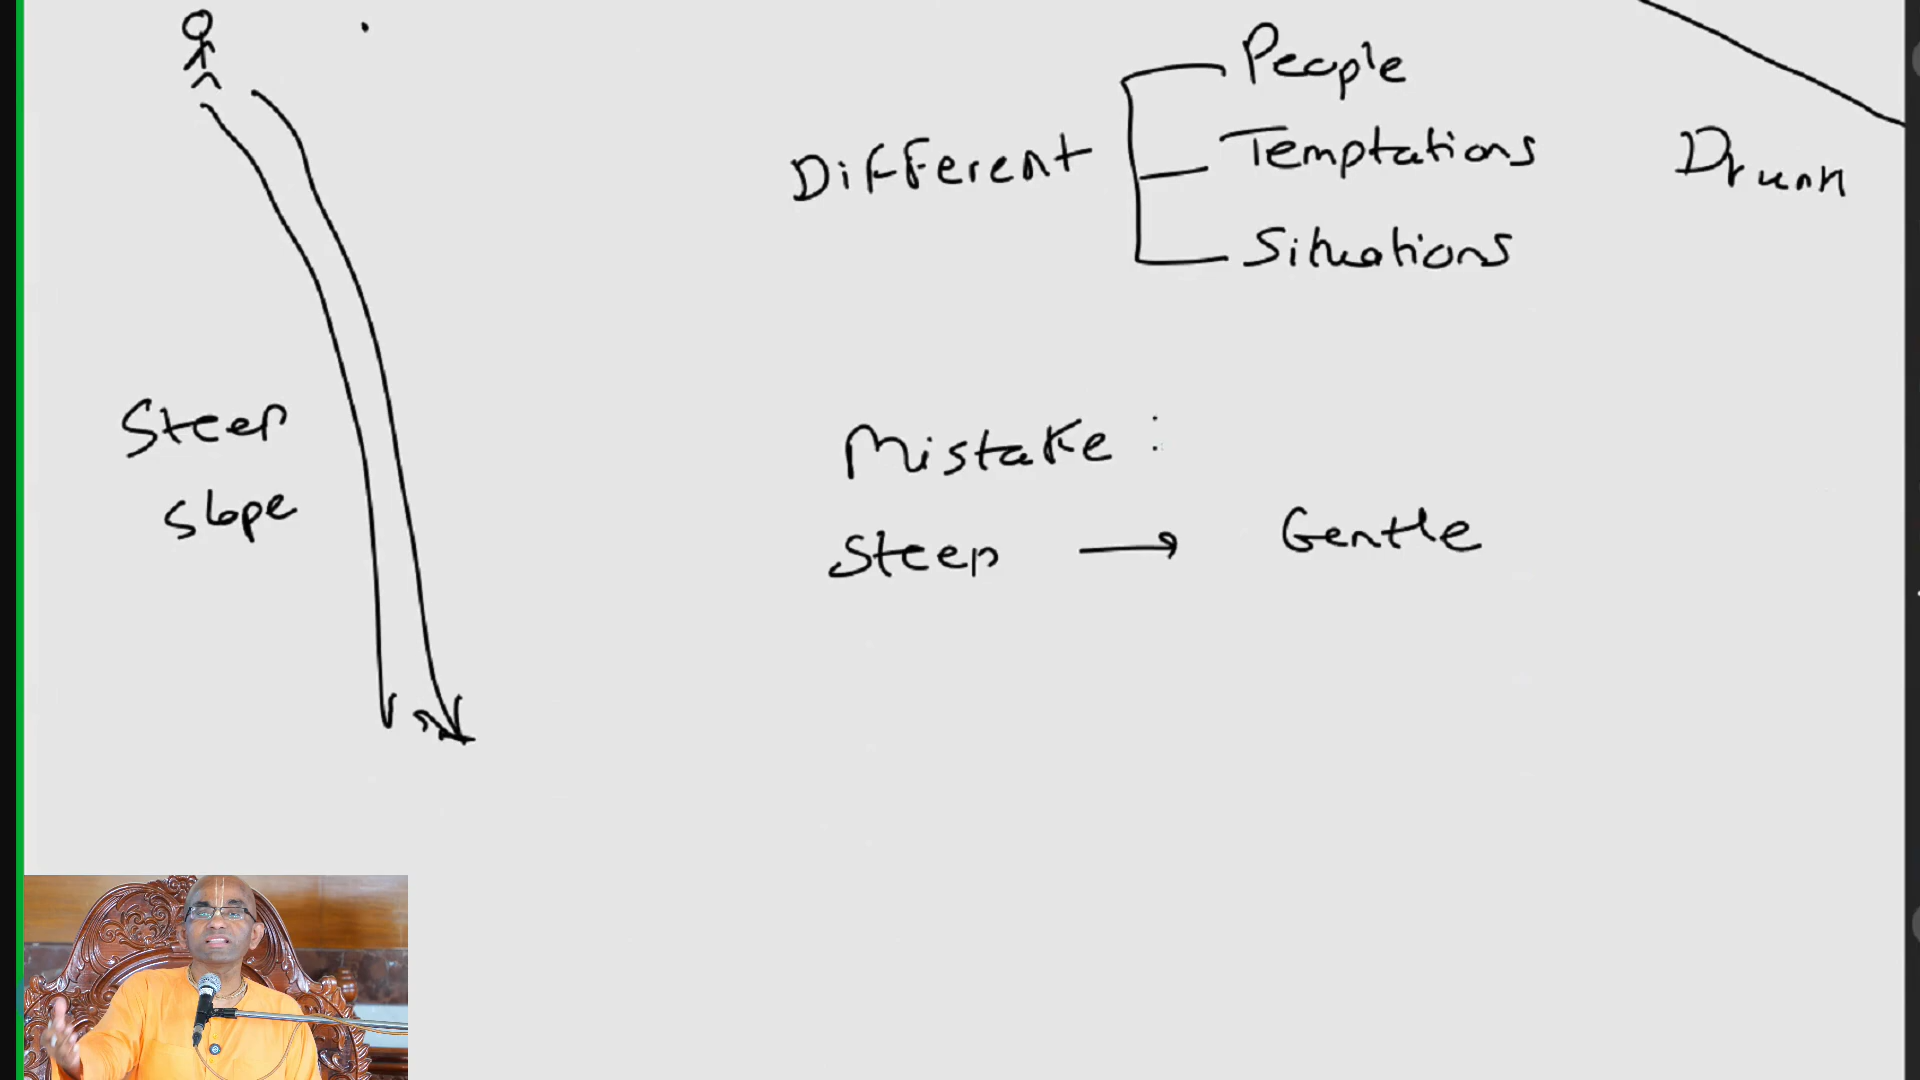 People
Different
Temptations
Drunk
Situations
Steep
slope
Mistake :
Steep → Gentle